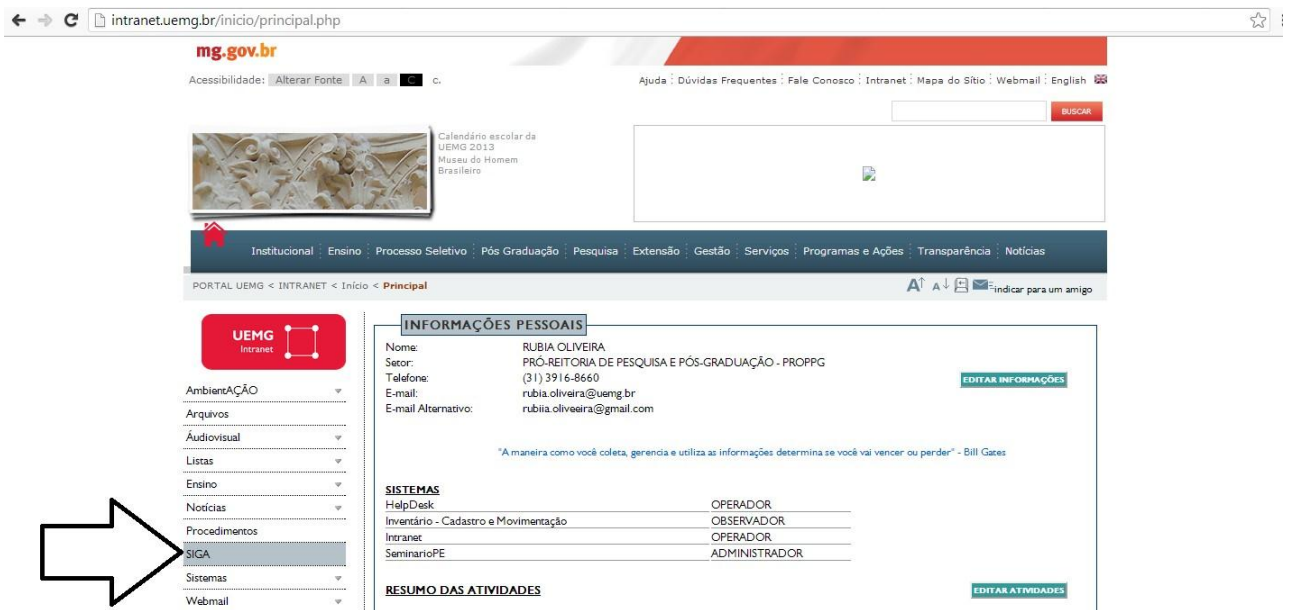 intranet.uemg.br/inicio/principal.php
mg.gov.br
Acessibilidade: Alterar Fonte A a C c.
Ajuda Dúvidas Frequentes Fale Conosco Intranet Mapa do Sítio Webmail English
BUSCAR
Calendário escolar da
UEMG 2013
Museu do Homem
Brasileiro
Institucional Ensino Processo Seletivo Pós Graduação Pesquisa Extensão Gestão Serviços Programas e Ações Transparência Notícias
PORTAL UEMG < INTRANET < Início < Principal
A A indicar para um amigo
UEMG
Intranet
AmbientAÇÃO
Arquivos
Áudiovisual
Listas
Ensino
Notícias
Procedimentos
SIGA
Sistemas
Webmail
INFORMAÇÕES PESSOAIS
Nome: RUBIA OLIVEIRA
Setor: PRÓ-REITORIA DE PESQUISA E PÓS-GRADUAÇÃO - PROPPG
Telefone: (31) 3916-8660
E-mail: rubia.oliveira@uemg.br
E-mail Alternativo: rubiia.oliveeira@gmail.com
EDITAR INFORMAÇÕES
"A maneira como você coleta, gerencia e utiliza as informações determina se você vai vencer ou perder" - Bill Gates
SISTEMAS
HelpDesk OPERADOR
Inventário - Cadastro e Movimentação OBSERVADOR
Intranet OPERADOR
SeminarioPE ADMINISTRADOR
RESUMO DAS ATIVIDADES
EDITAR ATIVIDADES